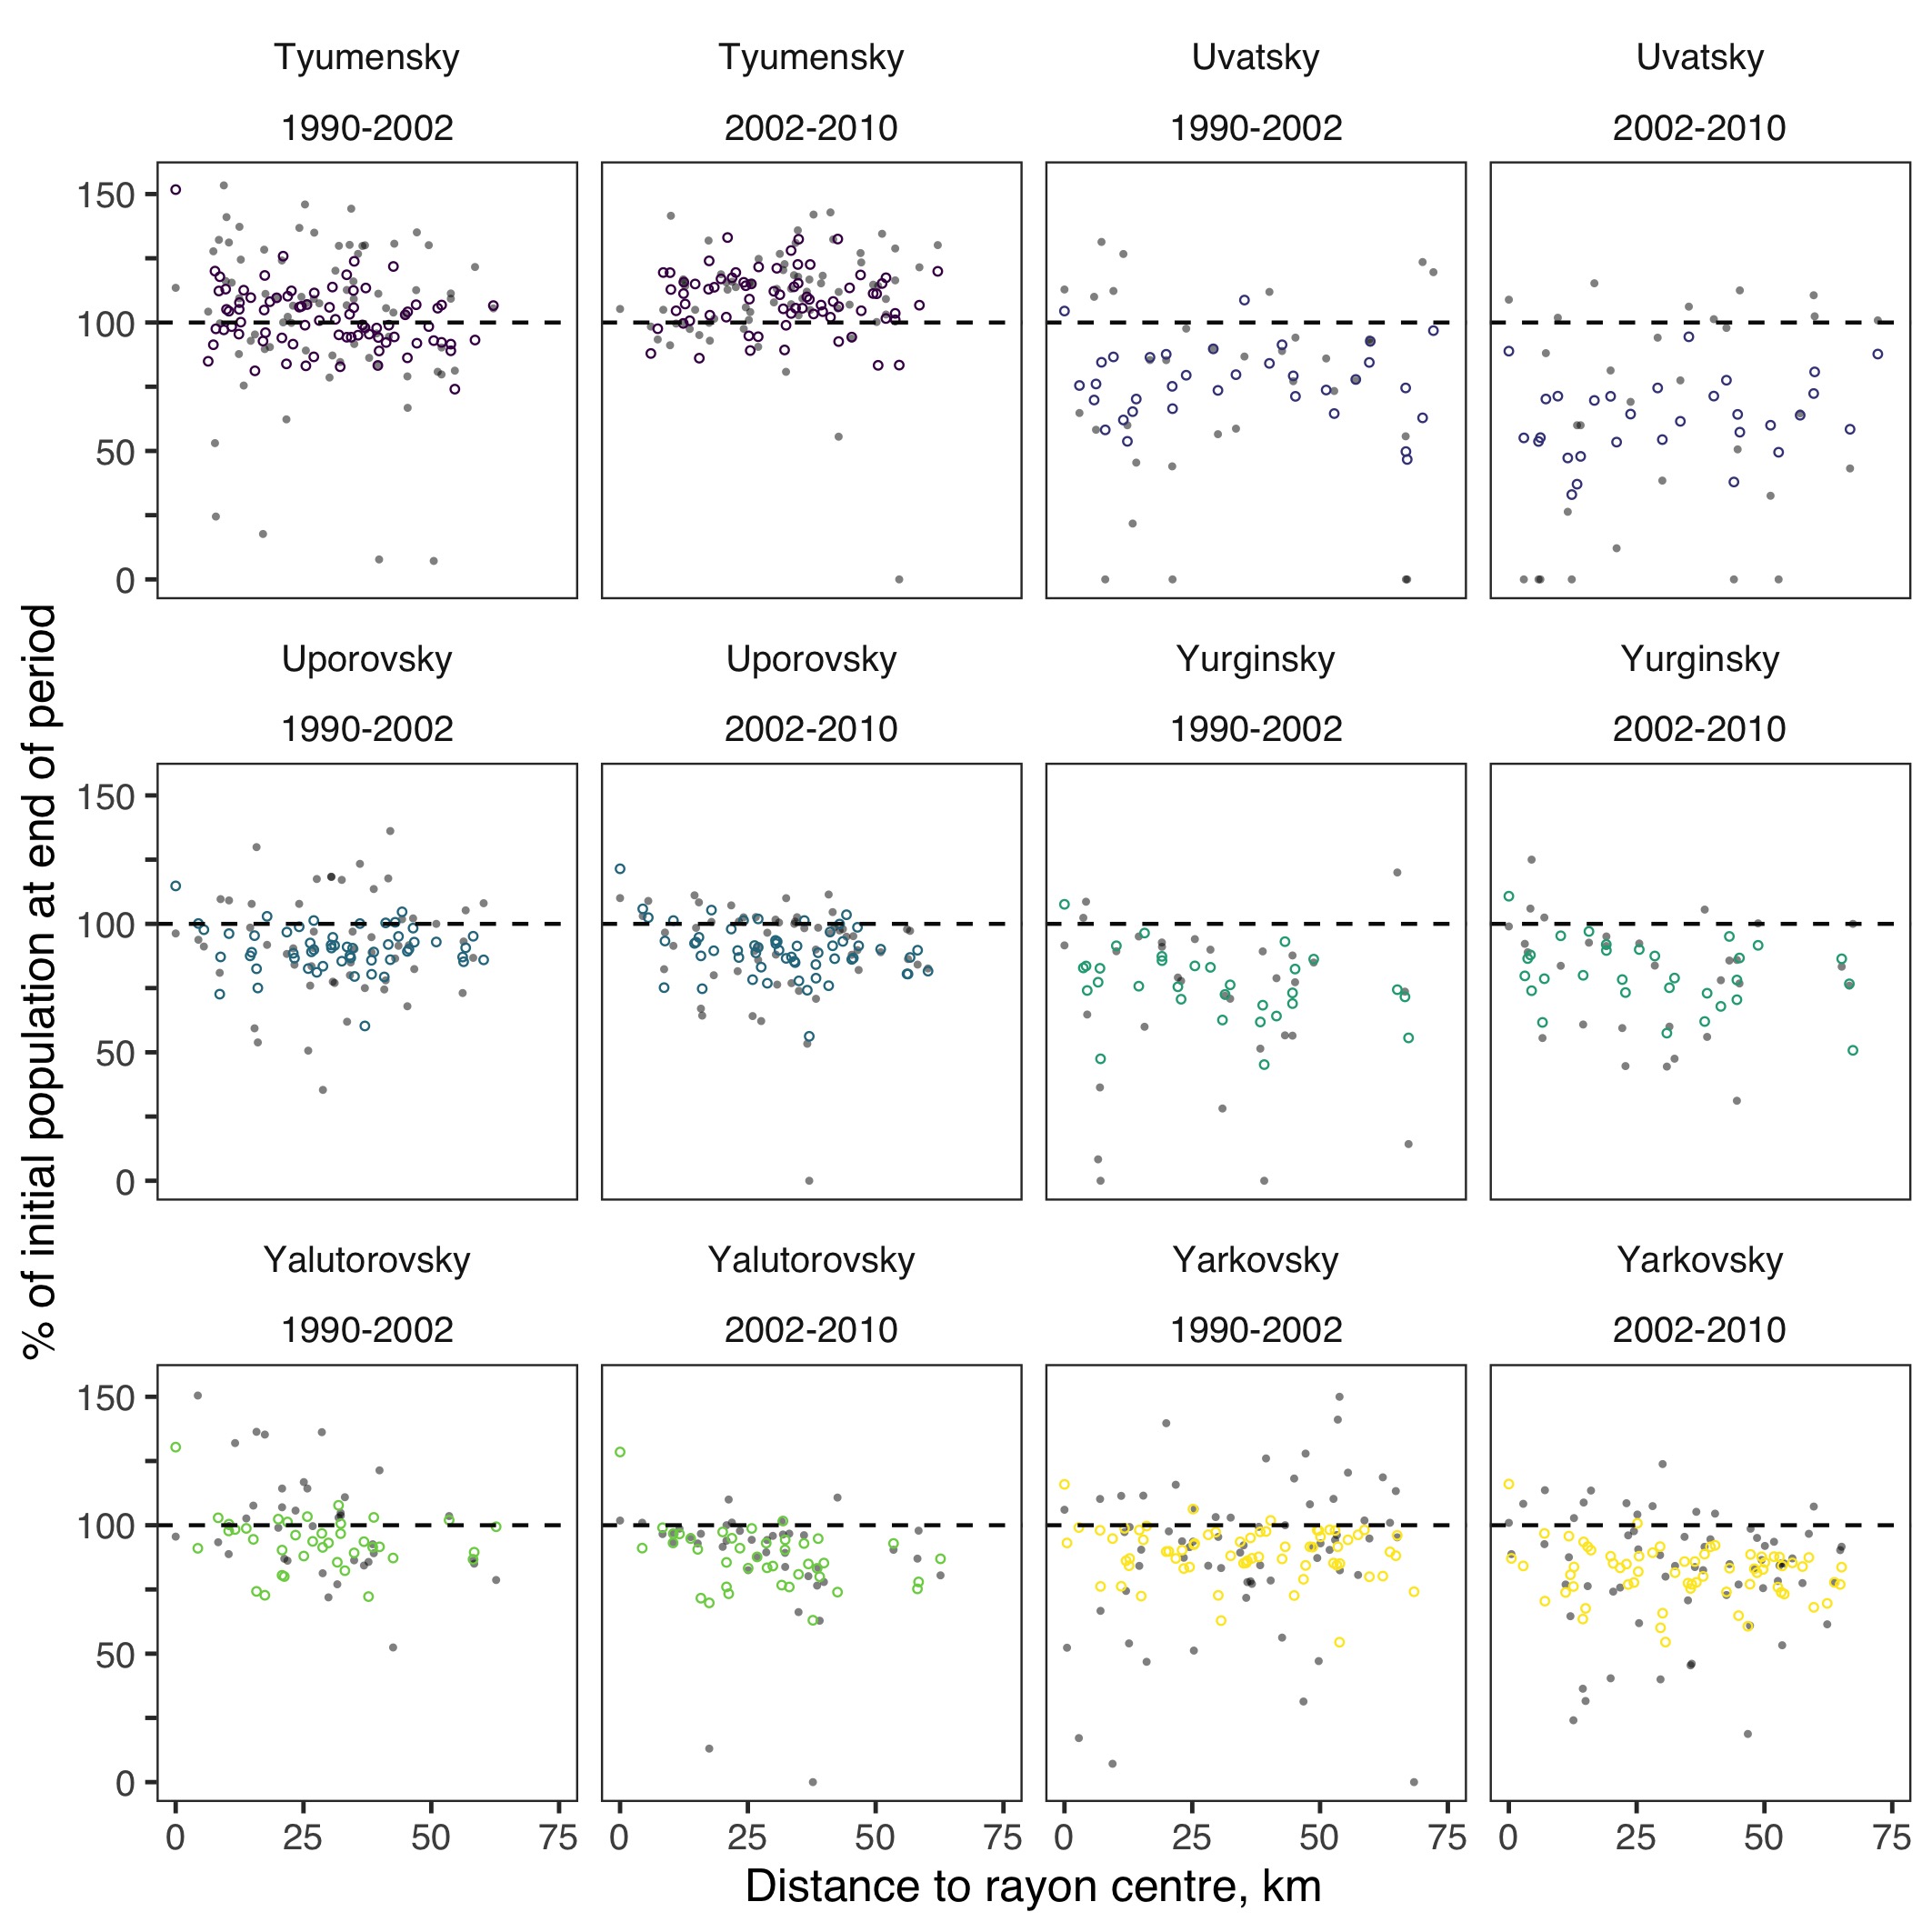 Tyumensky Tyumensky Uvatsky Uvatsky
1990-2002 2002-2010 1990-2002 2002-2010
150
100
50
0
Uporovsky Uporovsky Yurginsky Yurginsky
1990-2002 2002-2010 1990-2002 2002-2010
150
100
50
0
% of initial population at end of period
Yalutorovsky Yalutorovsky Yarkovsky Yarkovsky
1990-2002 2002-2010 1990-2002 2002-2010
150
100
50
0
0 25 50 75 0 25 50 75 0 25 50 75 0 25 50 75
Distance to rayon centre, km